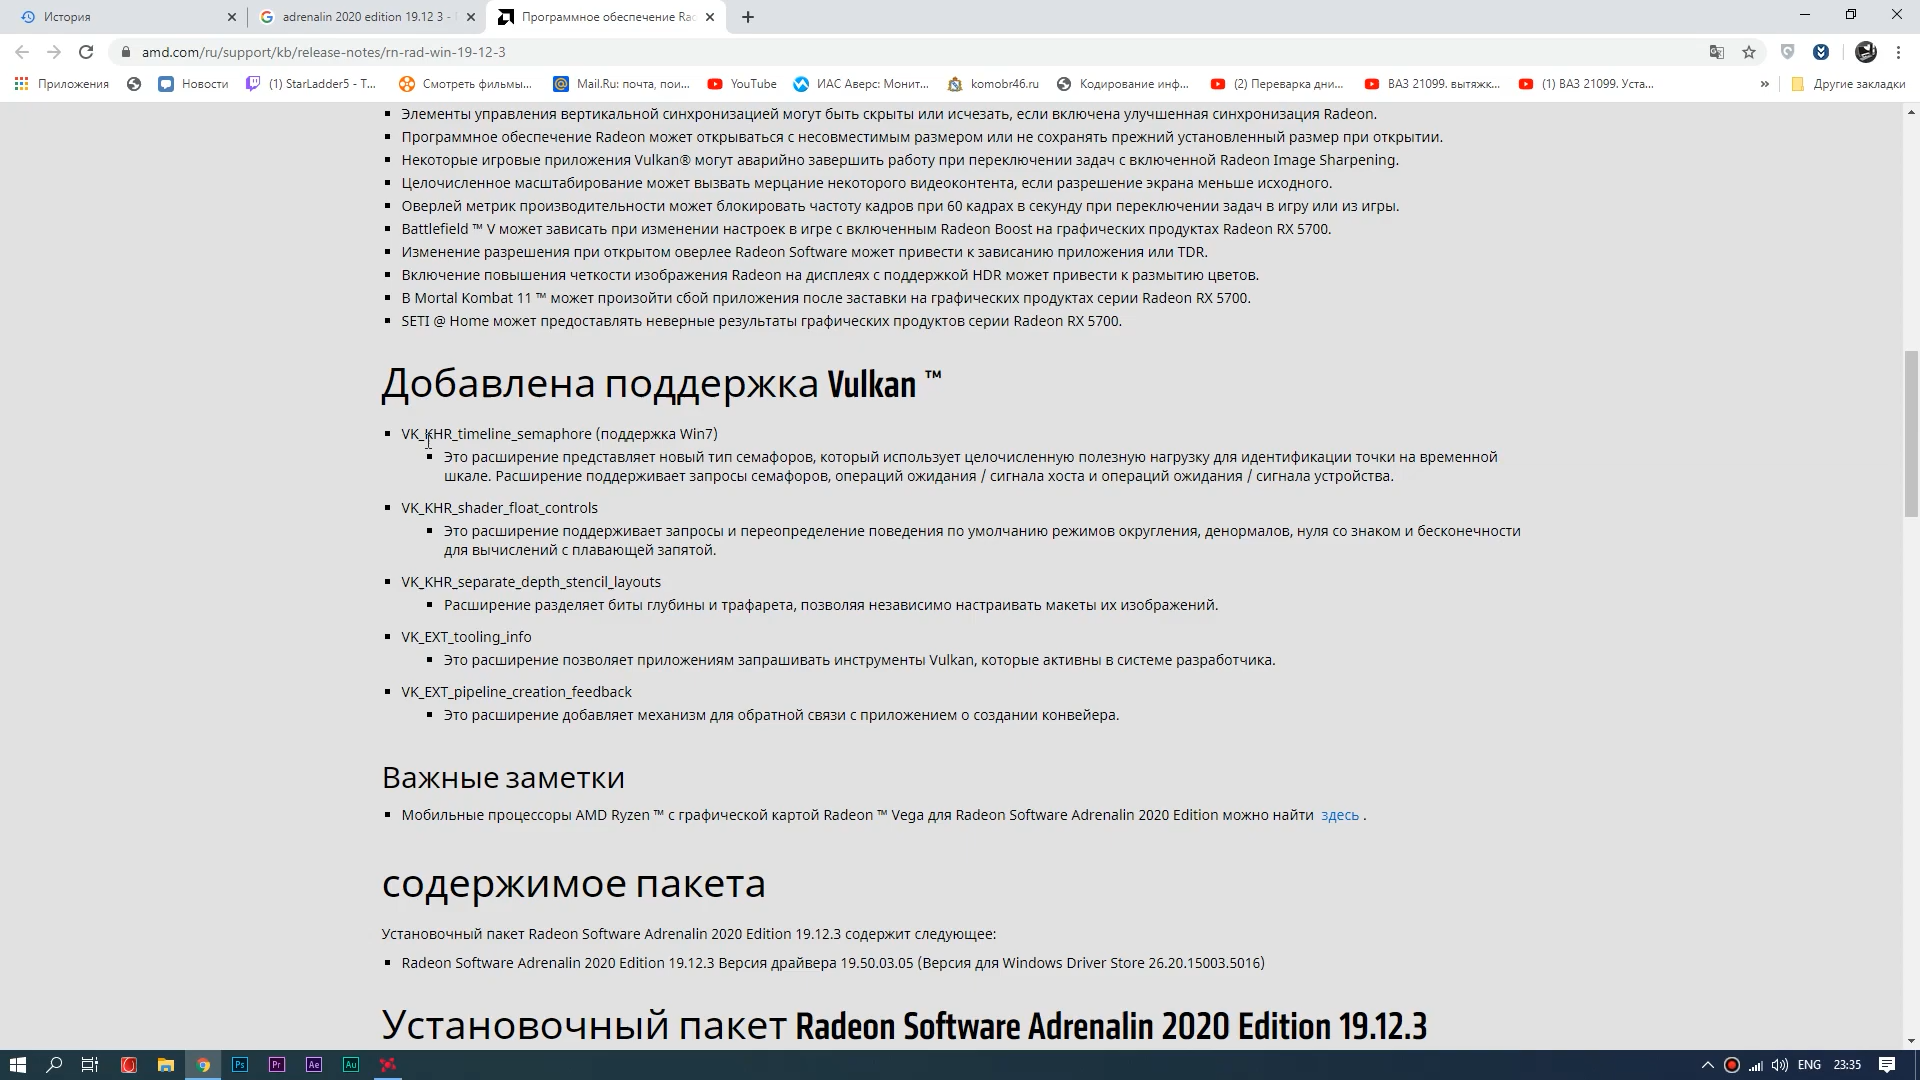 История
adrenalin 2020 edition 19.12 3 -
Программное обеспечение Rad
amd.com/ru/support/kb/release-notes/rn-rad-win-19-12-3
Приложения
Новости
(1) StarLadder5 - T...
Смотреть фильмы...
Mail.Ru: почта, пои...
YouTube
ИАС Аверс: Монит...
komobr46.ru
Кодирование инф...
(2) Переварка дни...
ВАЗ 21099. вытяжк...
(1) ВАЗ 21099. Уста...
»
Другие закладки
Элементы управления вертикальной синхронизацией могут быть скрыты или исчезать, если включена улучшенная синхронизация Radeon.
Программное обеспечение Radeon может открываться с несовместимым размером или не сохранять прежний установленный размер при открытии.
Некоторые игровые приложения Vulkan® могут аварийно завершить работу при переключении задач с включенной Radeon Image Sharpening.
Целочисленное масштабирование может вызвать мерцание некоторого видеоконтента, если разрешение экрана меньше исходного.
Оверлей метрик производительности может блокировать частоту кадров при 60 кадрах в секунду при переключении задач в игру или из игры.
Battlefield ™ V может зависать при изменении настроек в игре с включенным Radeon Boost на графических продуктах Radeon RX 5700.
Изменение разрешения при открытом оверлее Radeon Software может привести к зависанию приложения или TDR.
Включение повышения четкости изображения Radeon на дисплеях с поддержкой HDR может привести к размытию цветов.
В Mortal Kombat 11 ™ может произойти сбой приложения после заставки на графических продуктах серии Radeon RX 5700.
SETI @ Home может предоставлять неверные результаты графических продуктов серии Radeon RX 5700.
Добавлена поддержка Vulkan ™
VK_KHR_timeline_semaphore (поддержка Win7)
Это расширение представляет новый тип семафоров, который использует целочисленную полезную нагрузку для идентификации точки на временной
шкале. Расширение поддерживает запросы семафоров, операций ожидания / сигнала хоста и операций ожидания / сигнала устройства.
VK_KHR_shader_float_controls
Это расширение поддерживает запросы и переопределение поведения по умолчанию режимов округления, денормалов, нуля со знаком и бесконечности
для вычислений с плавающей запятой.
VK_KHR_separate_depth_stencil_layouts
Расширение разделяет биты глубины и трафарета, позволяя независимо настраивать макеты их изображений.
VK_EXT_tooling_info
Это расширение позволяет приложениям запрашивать инструменты Vulkan, которые активны в системе разработчика.
VK_EXT_pipeline_creation_feedback
Это расширение добавляет механизм для обратной связи с приложением о создании конвейера.
Важные заметки
Мобильные процессоры AMD Ryzen ™ с графической картой Radeon ™ Vega для Radeon Software Adrenalin 2020 Edition можно найти здесь .
содержимое пакета
Установочный пакет Radeon Software Adrenalin 2020 Edition 19.12.3 содержит следующее:
Radeon Software Adrenalin 2020 Edition 19.12.3 Версия драйвера 19.50.03.05 (Версия для Windows Driver Store 26.20.15003.5016)
Установочный пакет Radeon Software Adrenalin 2020 Edition 19.12.3
Ps
Pr
Ae
Au
ENG
23:35